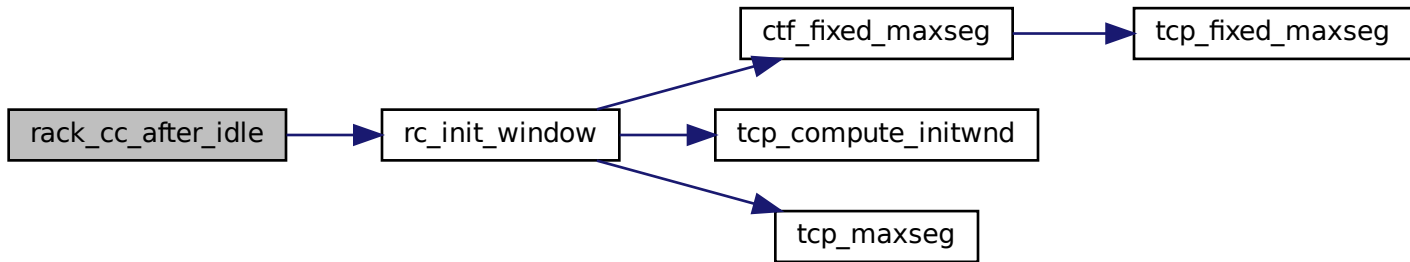 rack_cc_after_idle
rc_init_window
ctf_fixed_maxseg
tcp_fixed_maxseg
tcp_compute_initwnd
tcp_maxseg